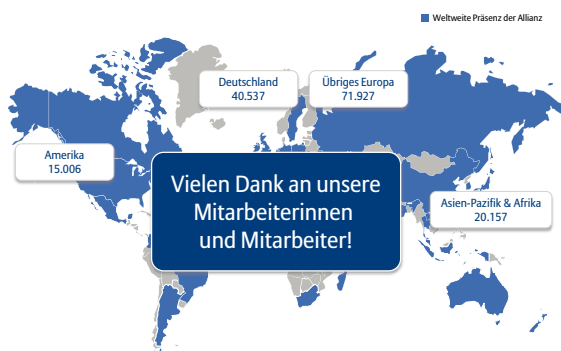 Weltweite Präsenz der Allianz
Deutschland
40.537
Übriges Europa
71.927
Amerika
15.006
Vielen Dank an unsere
Mitarbeiterinnen
und Mitarbeiter!
Asien-Pazifik & Afrika
20.157